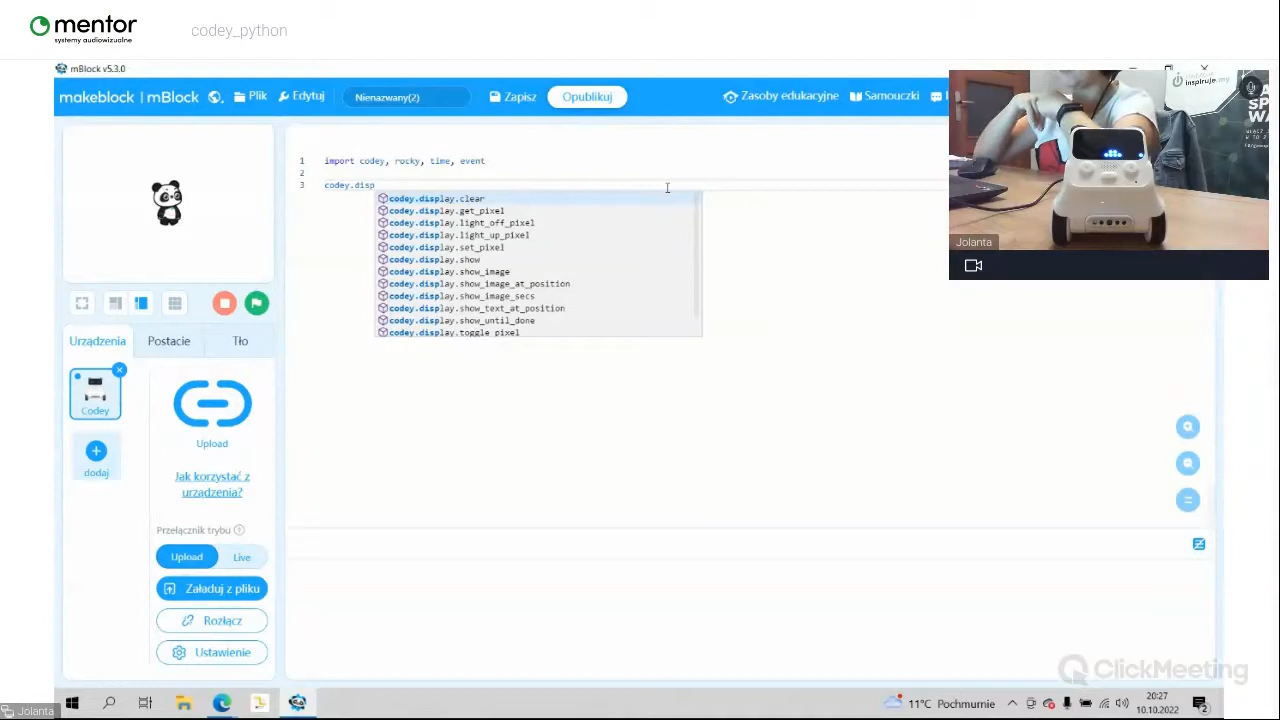 mentor
systemy audiowizualne
codey_python
mBlock v5.3.0
makeblock | mBlock
Plik
Edytuj
Nienazwany(2)
Zapisz
Opublikuj
Zasoby edukacyjne
Samouczki
inspiruje.my
Jolanta
1 import codey, rocky, time, event
2
3 codey.disp
codey.display.clear
codey.display.get_pixel
codey.display.light_off_pixel
codey.display.light_up_pixel
codey.display.set_pixel
codey.display.show
codey.display.show_image
codey.display.show_image_at_position
codey.display.show_image_secs
codey.display.show_text_at_position
codey.display.show_until_done
codey.display.toggle_pixel
Urządzenia
Postacie
Tło
Codey
dodaj
Upload
Jak korzystać z
urządzenia?
Przełącznik trybu
Upload
Live
Załaduj z pliku
Rozłącz
Ustawienie
ClickMeeting
Jolanta
11°C Pochmurnie
20:27
10.10.2022
2